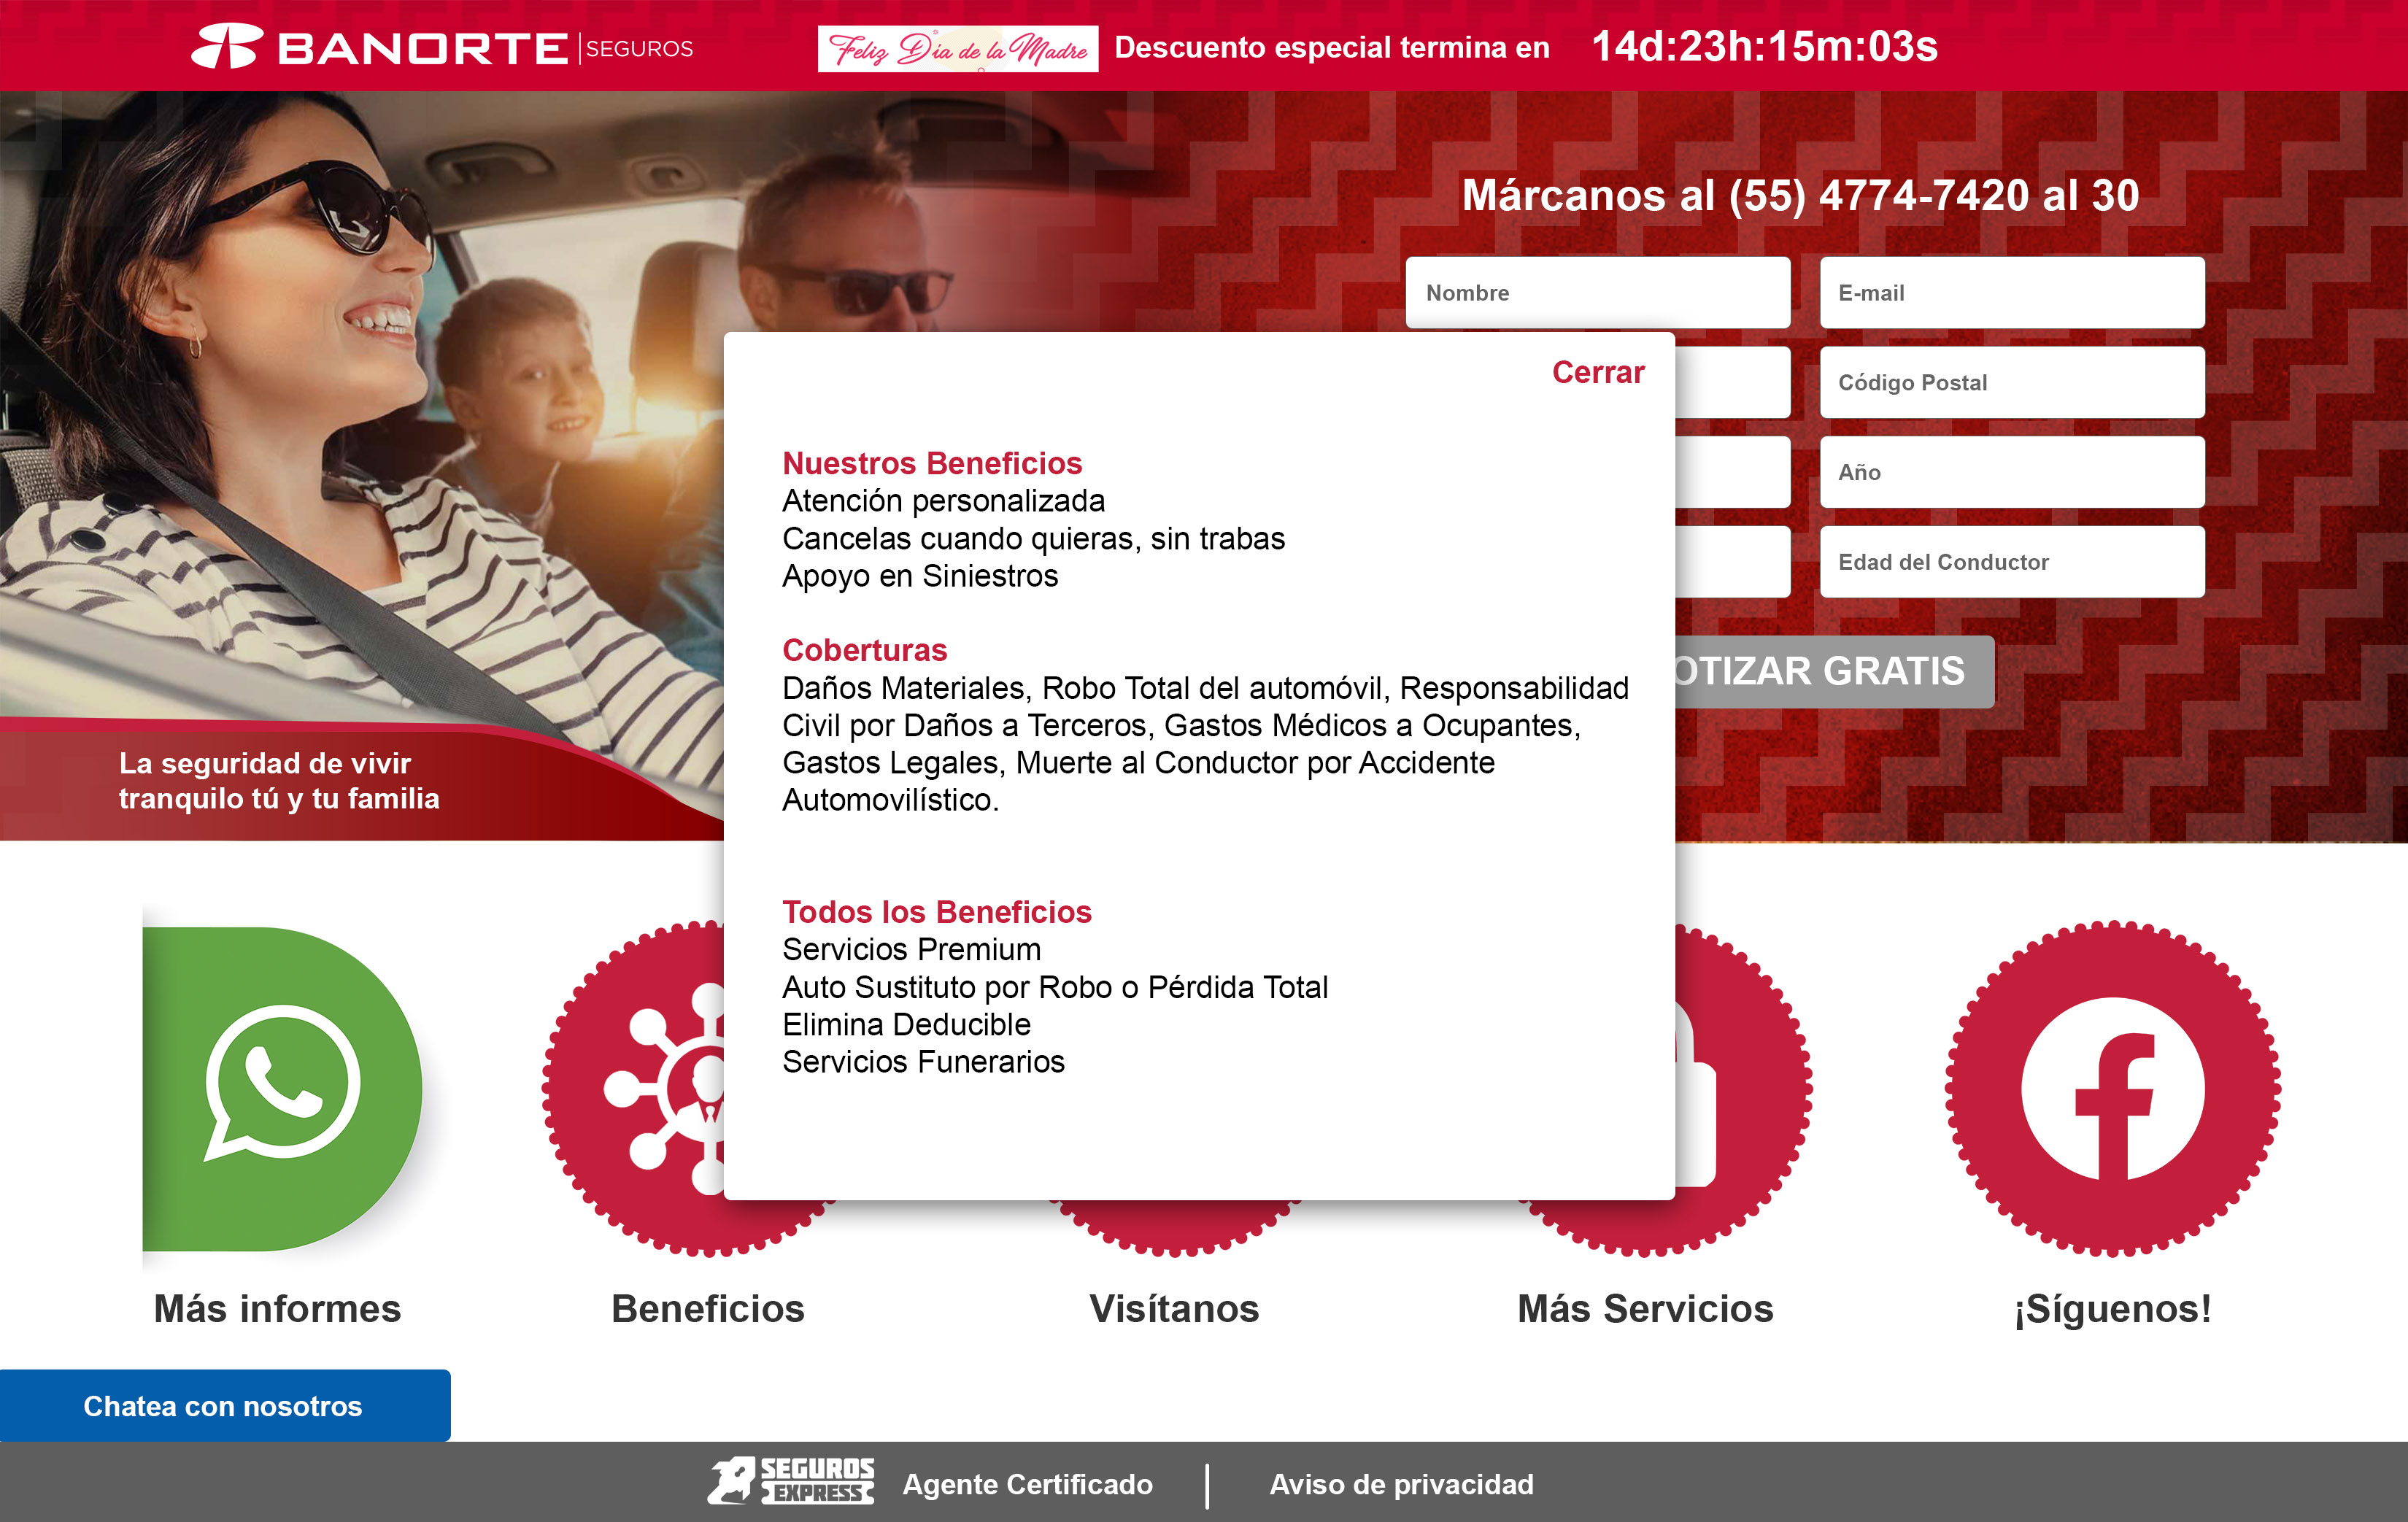 BANORTE SEGUROS
Feliz Día de la Madre
Descuento especial termina en 14d:23h:15m:03s
Márcanos al (55) 4774-7420 al 30
Nombre
E-mail
Código Postal
Año
Edad del Conductor
OTIZAR GRATIS
La seguridad de vivir
tranquilo tú y tu familia
Cerrar
Nuestros Beneficios
Atención personalizada
Cancelas cuando quieras, sin trabas
Apoyo en Siniestros
Coberturas
Daños Materiales, Robo Total del automóvil, Responsabilidad
Civil por Daños a Terceros, Gastos Médicos a Ocupantes,
Gastos Legales, Muerte al Conductor por Accidente
Automovilístico.
Todos los Beneficios
Servicios Premium
Auto Sustituto por Robo o Pérdida Total
Elimina Deducible
Servicios Funerarios
Más informes
Beneficios
Visítanos
Más Servicios
¡Síguenos!
Chatea con nosotros
SEGUROS
EXPRESS
Agente Certificado
Aviso de privacidad